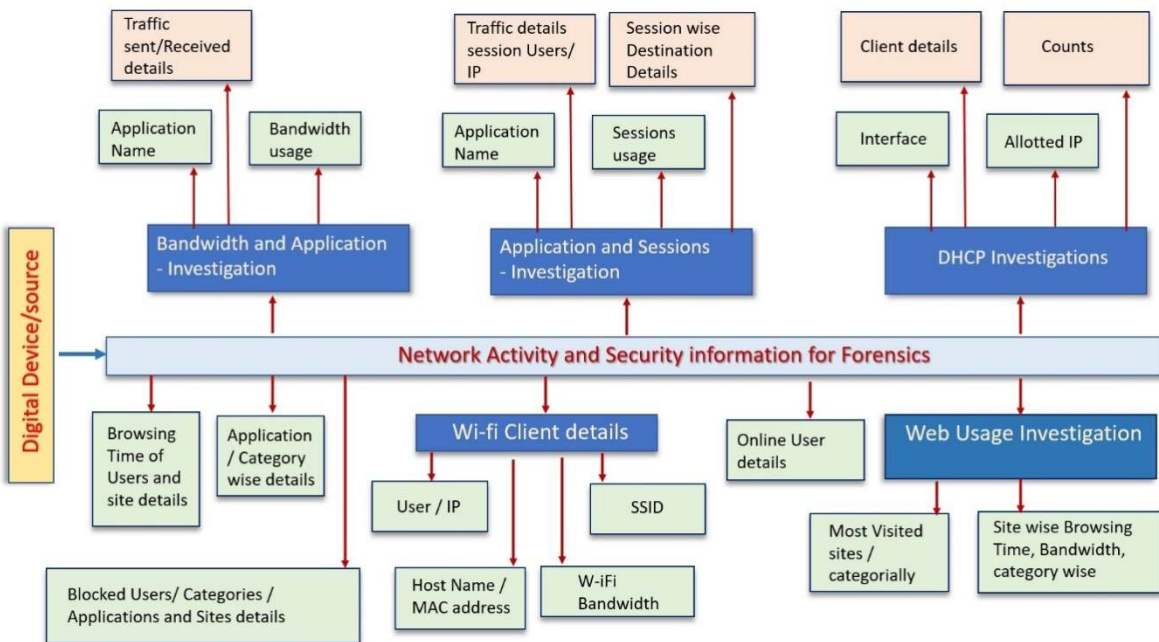 Traffic
sent/Received
details
Traffic details
session Users/
IP
Session wise
Destination
Details
Client details
Counts
Application
Name
Bandwidth
usage
Application
Name
Sessions
usage
Interface
Allotted IP
Bandwidth and Application
- Investigation
Application and Sessions
- Investigation
DHCP Investigations
Digital Device/source
Network Activity and Security information for Forensics
Browsing
Time of
Users and
site details
Application
/ Category
wise details
Wi-fi Client details
Online User
details
Web Usage Investigation
User / IP
SSID
Host Name /
MAC address
W-iFi
Bandwidth
Most Visited
sites /
categorially
Site wise Browsing
Time, Bandwidth,
category wise
Blocked Users/ Categories /
Applications and Sites details